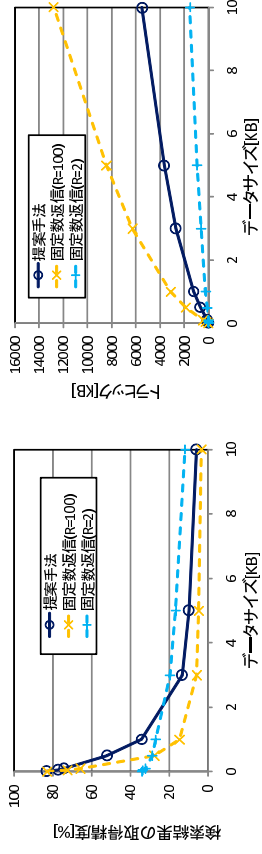 トラヒック[KB]
16000
14000
12000
10000
8000
6000
4000
2000
0
提案手法
固定数返信(R=100)
固定数返信(R=2)
0
2
4
6
8
10
データサイズ[KB]
検索結果の取得精度[%]
100
80
60
40
20
0
提案手法
固定数返信(R=100)
固定数返信(R=2)
0
2
4
6
8
10
データサイズ[KB]